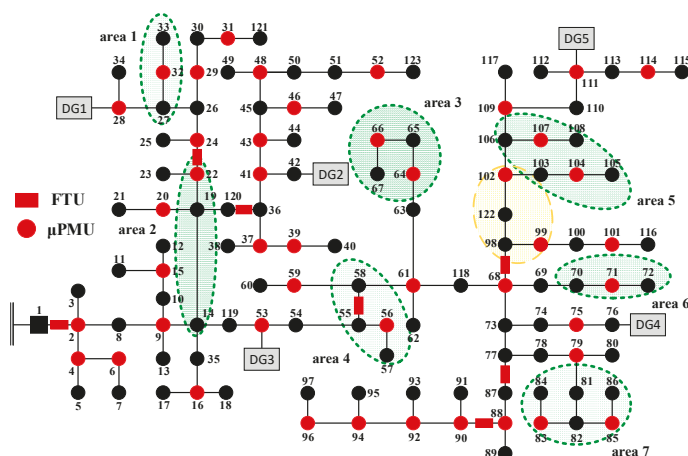 33 30 31 121 DG5
area 1
34 49 48 50 51 52 123 117 112 111 113 114 115
32 29
DG1 28 27 26 45 46 47 area 3 109 110
25 24 43 44 66 65 106 107 108
23 22 41 42 DG2 67 64 102 103 104 105
FTU
21 20 19 120 36 63 122 area 5
μPMU
area 2 12 38 37 39 40 98 99 100 101 116
11 15 60 59 58 61 118 68 69 70 71 72
10 area 6
1 3 2 8 9 14 119 53 54 55 56 62 73 74 75 76 DG4
4 6 13 35 DG3 area 4 57 77 78 79 80
5 7 17 16 18 97 95 93 91 87 84 81 86
96 94 92 90 88 83 82 85
89 area 7